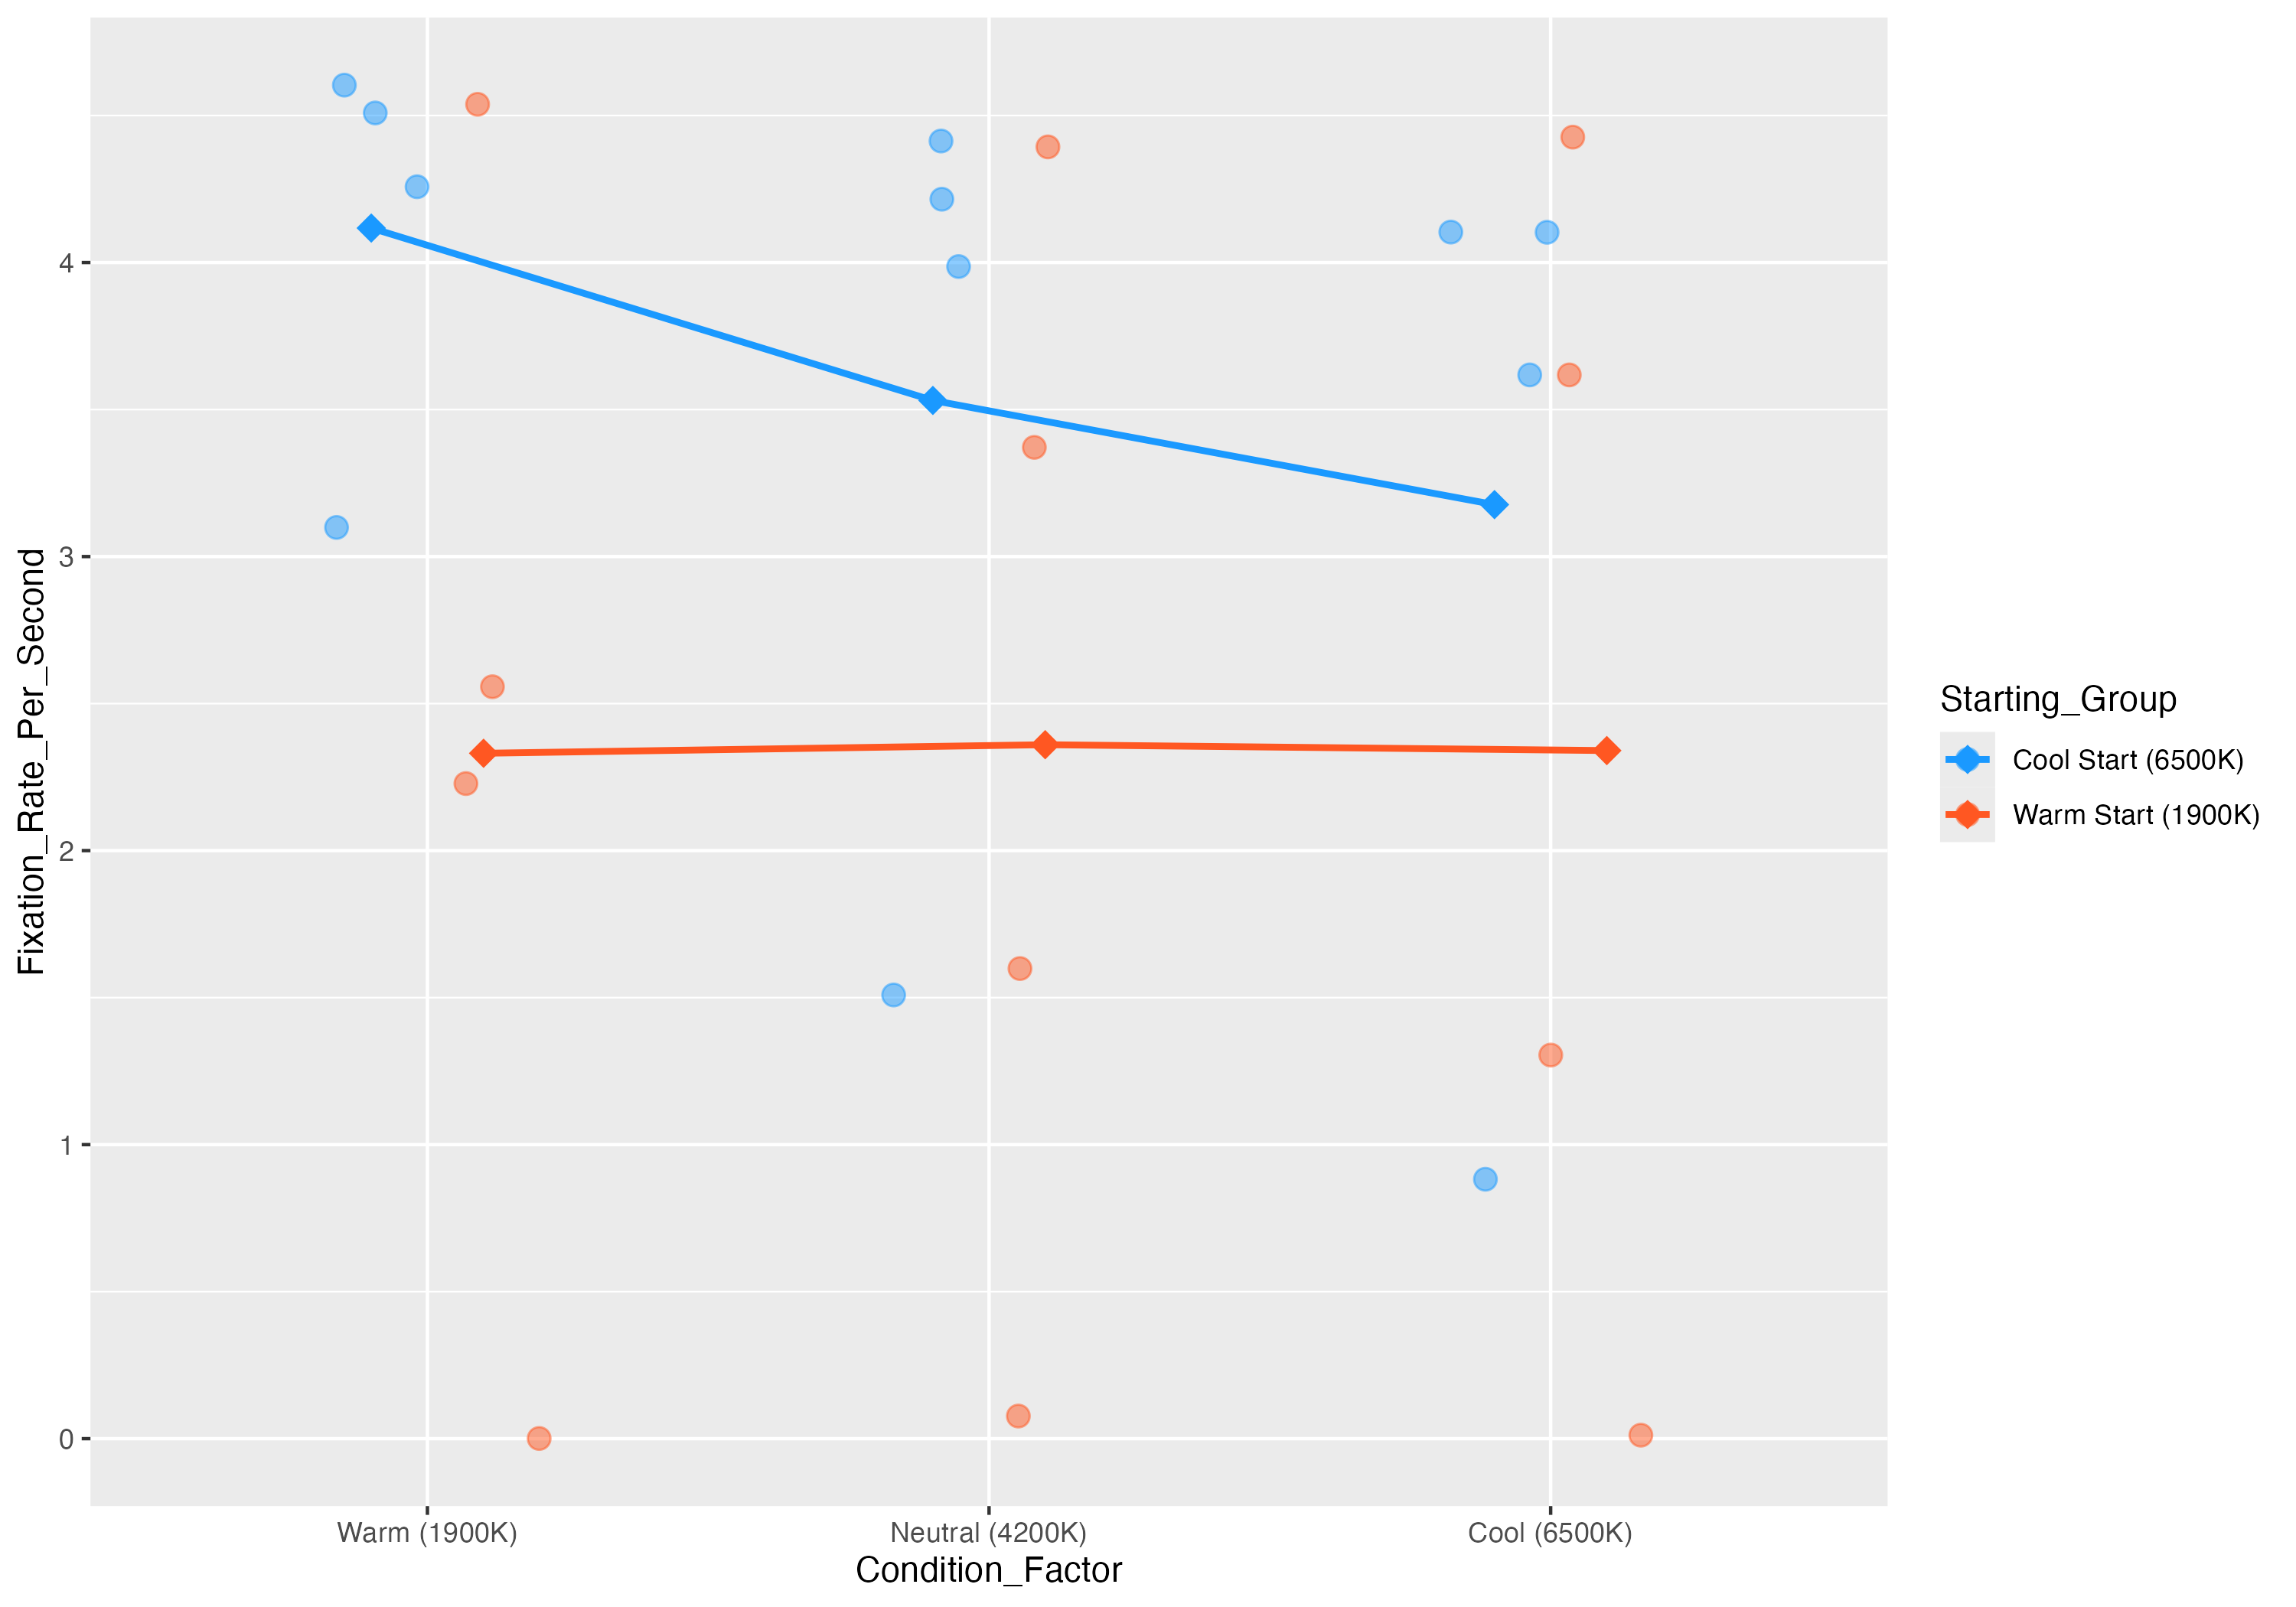 Fixation_Rate_Per_Second
4
3
2
1
0
Warm (1900K)
Neutral (4200K)
Cool (6500K)
Condition_Factor
Starting_Group
Cool Start (6500K)
Warm Start (1900K)